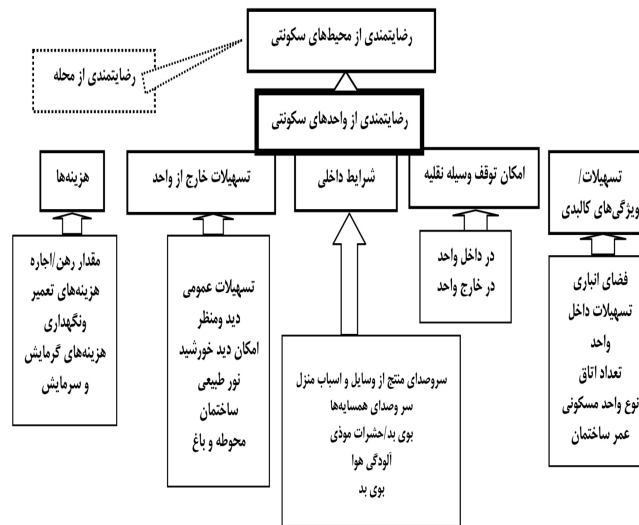 رضایتمندی از محیط‌های سکونتی
رضایتمندی از محله
رضایتمندی از واحدهای سکونتی
تسهیلات/
ویژگی‌های کالبدی
امکان توقف وسیله نقلیه
شرایط داخلی
تسهیلات خارج از واحد
هزینه‌ها
فضای انباری
تسهیلات داخل
واحد
تعداد اتاق
نوع واحد مسکونی
عمر ساختمان
در داخل واحد
در خارج واحد
سروصدای منتج از وسایل و اسباب منزل
سر وصدای همسایه‌ها
بوی بد/حشرات موذی
آلودگی هوا
بوی بد
تسهیلات عمومی
دید ومنظر
امکان دید خورشید
نور طبیعی
ساختمان
محوطه و باغ
مقدار رهن/اجاره
هزینه‌های تعمیر
ونگهداری
هزینه‌های گرمایش
و سرمایش